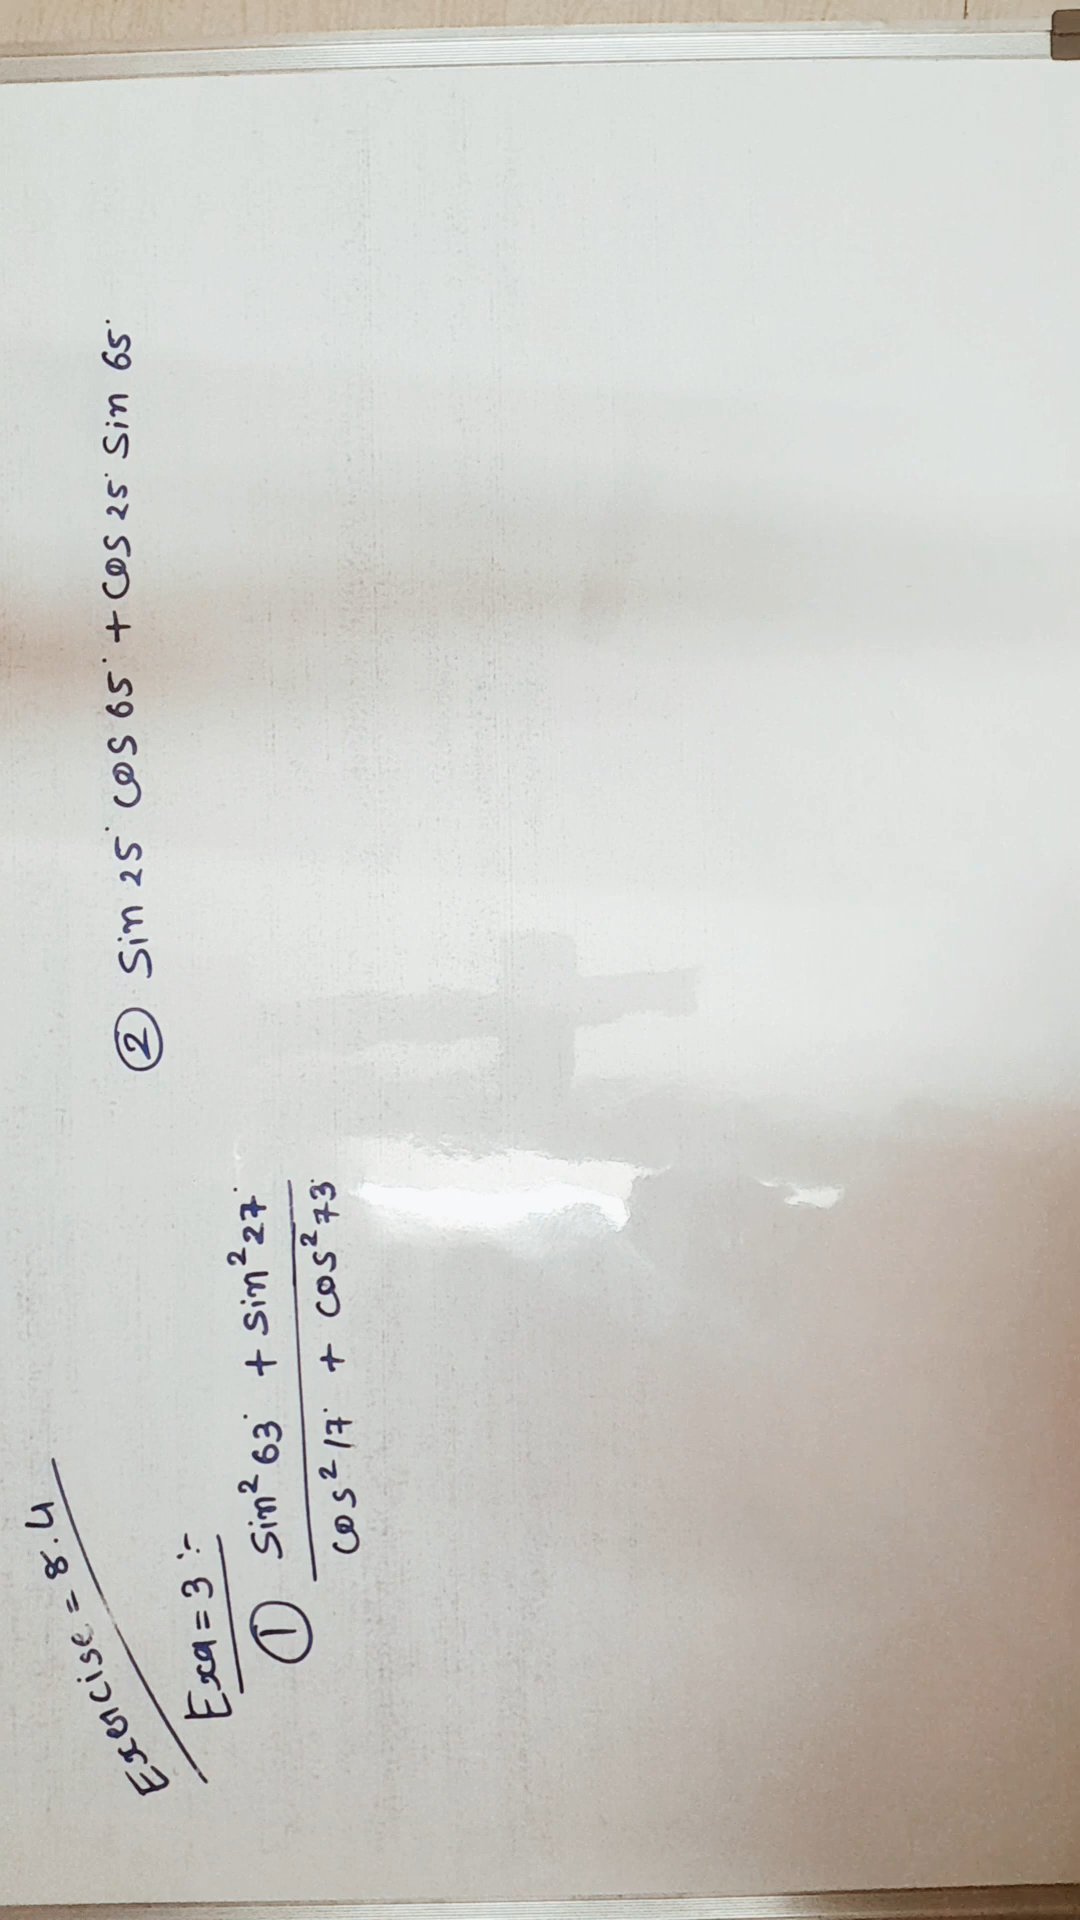 Exercise = 8.4
Exa = 3 :-
① Sin² 63° + Sin² 27°
cos² 17° + cos² 73°
② Sin 25° cos 65° + cos 25° Sin 65°